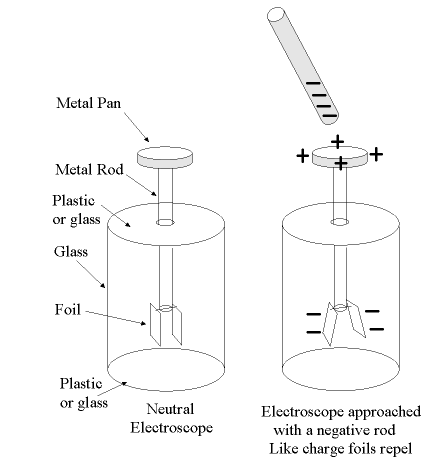 Metal Pan
Metal Rod
Plastic
or glass
Glass
Foil
Plastic
or glass
Neutral
Electroscope
− − − −
+ + + +
− −
− −
Electroscope approached
with a negative rod
Like charge foils repel